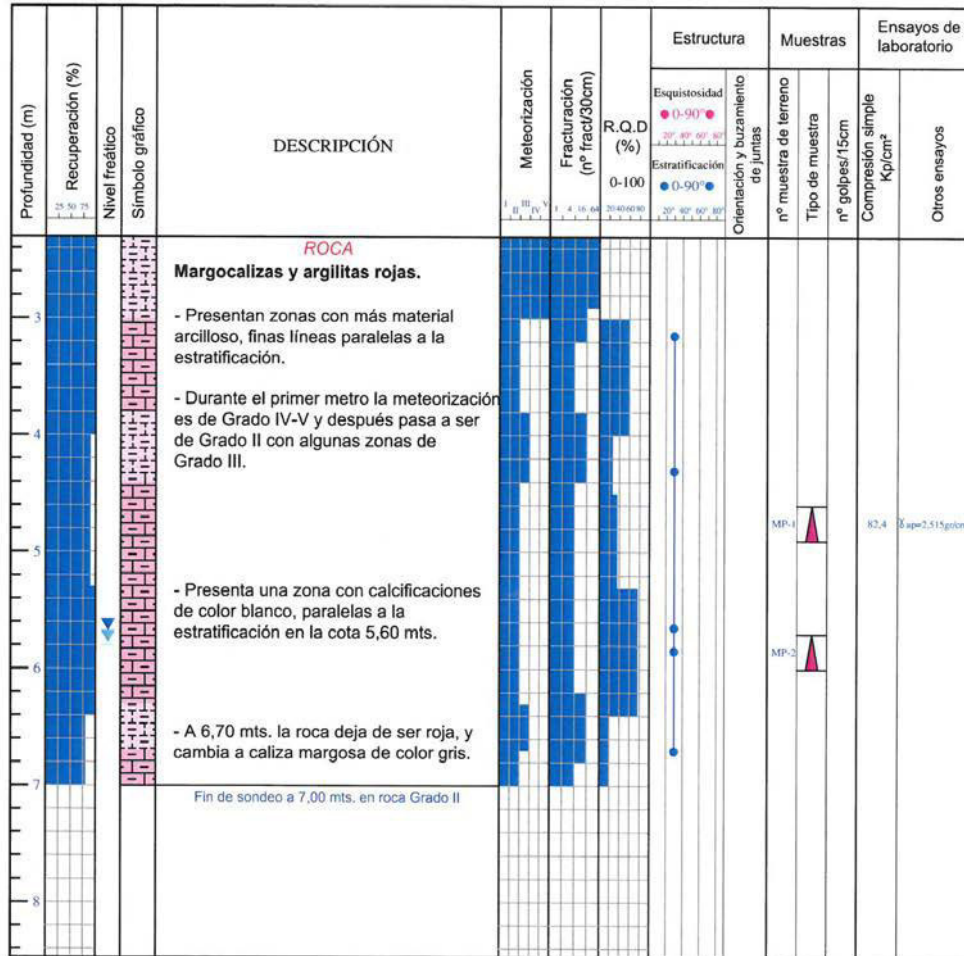 Profundidad (m)
Recuperación (%)
25 50 75
Nivel freático
Símbolo gráfico
DESCRIPCIÓN
Meteorización
I II III IV V
Fracturación
(nº fract/30cm)
1 4 16 64
R.Q.D
(%)
0-100
20 40 60 80
Estructura
Esquistosidad
0-90°
20° 40° 60° 80°
Estratificación
0-90°
20° 40° 60° 80°
Orientación y buzamiento
de juntas
Muestras
nº muestra de terreno
Tipo de muestra
nº golpes/15cm
Ensayos de
laboratorio
Compresión simple
Kp/cm²
Otros ensayos
ROCA
Margocalizas y argilitas rojas.
- Presentan zonas con más material
arcilloso, finas líneas paralelas a la
estratificación.
- Durante el primer metro la meteorización
es de Grado IV-V y después pasa a ser
de Grado II con algunas zonas de
Grado III.
- Presenta una zona con calcificaciones
de color blanco, paralelas a la
estratificación en la cota 5,60 mts.
- A 6,70 mts. la roca deja de ser roja, y
cambia a caliza margosa de color gris.
Fin de sondeo a 7,00 mts. en roca Grado II
3
4
5
6
7
8
MP-1
82,4
MP-2